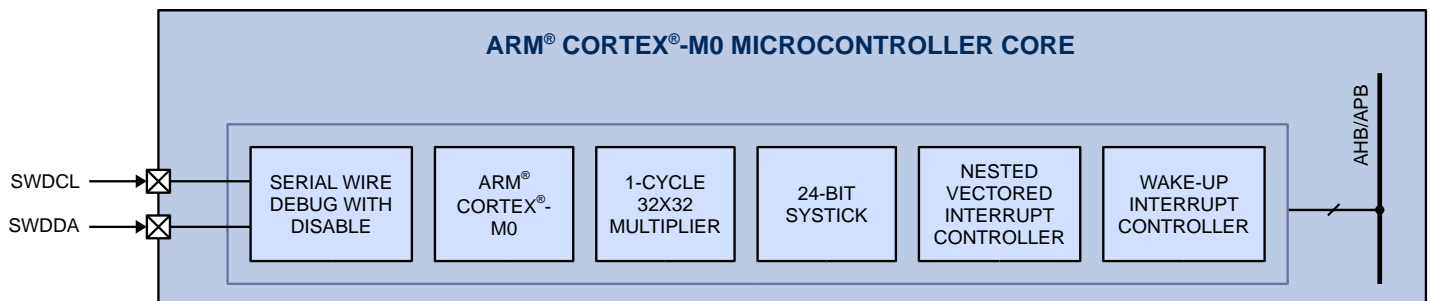 ARM® CORTEX®-M0 MICROCONTROLLER CORE
AHB/APB
SWDCL
SWDDA
SERIAL WIRE
DEBUG WITH
DISABLE
ARM®
CORTEX®-
M0
1-CYCLE
32X32
MULTIPLIER
24-BIT
SYSTICK
NESTED
VECTORED
INTERRUPT
CONTROLLER
WAKE-UP
INTERRUPT
CONTROLLER